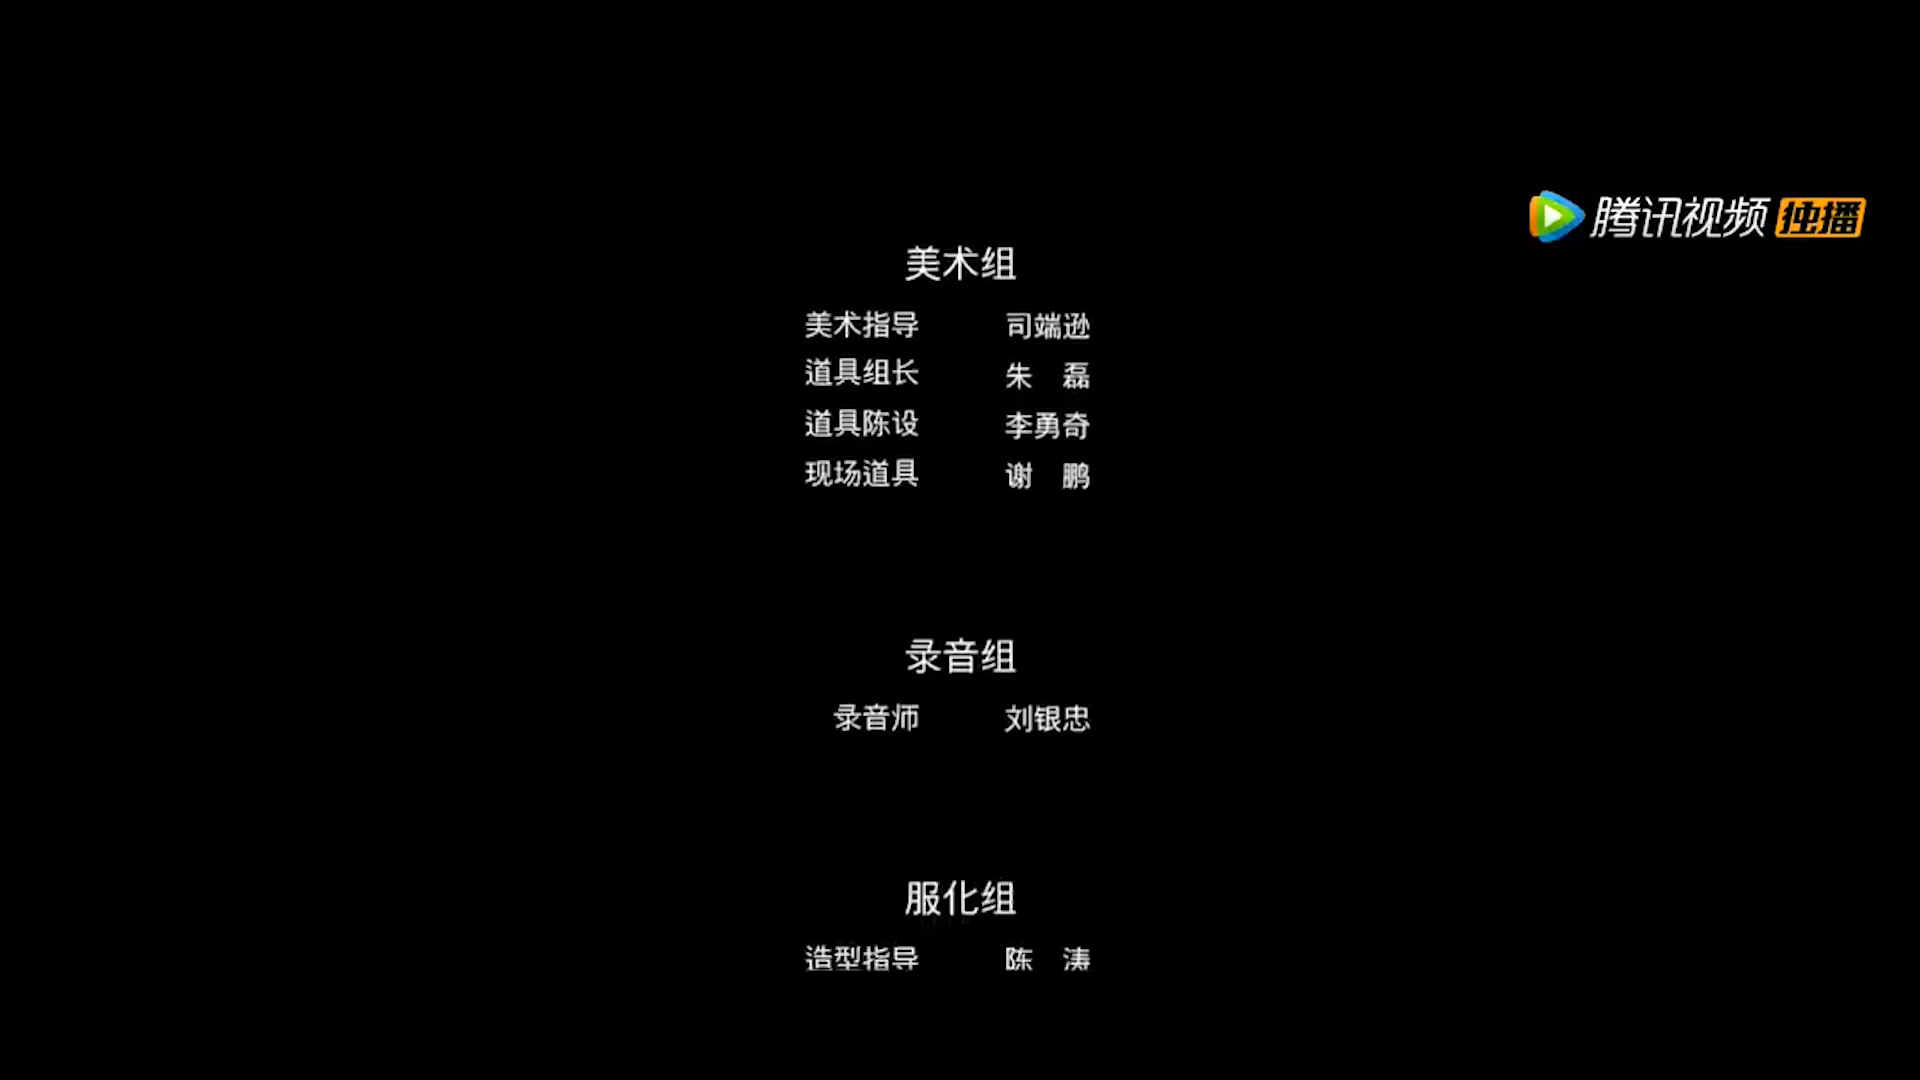 腾讯视频 独播
美术组
美术指导 司端逊
道具组长 朱 磊
道具陈设 李勇奇
现场道具 谢 鹏
录音组
录音师 刘银忠
服化组
造型指导 陈 涛